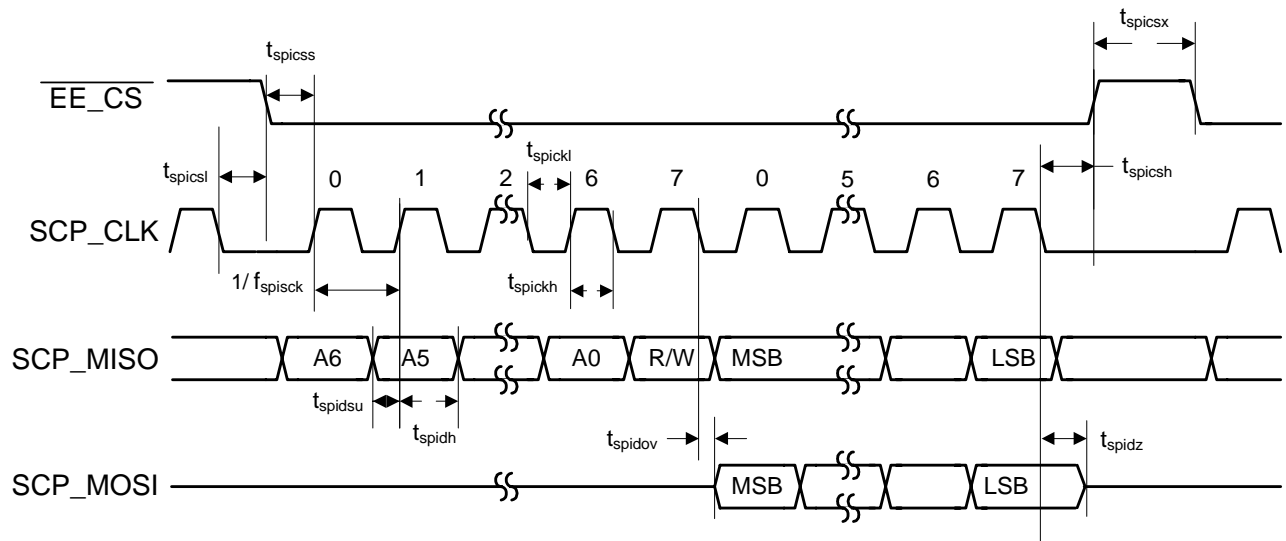 t_spicss
t_spicsx
EE_CS
t_spicsl
t_spickl
t_spicsh
0 1 2 6 7 0 5 6 7
SCP_CLK
1/ f_spisck
t_spickh
SCP_MISO A6 A5 A0 R/W MSB LSB
t_spidsu
t_spidh
t_spidov
t_spidz
SCP_MOSI MSB LSB